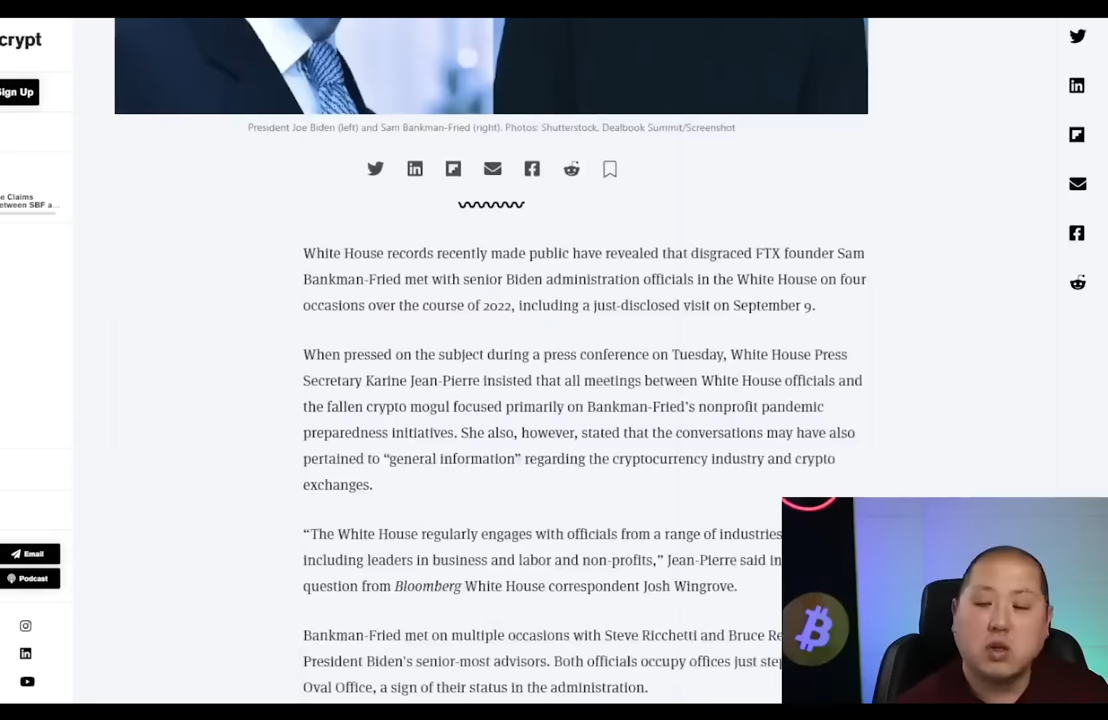 crypt
Sign Up
e Claims
etween SBF a...
Email
Podcast
President Joe Biden (left) and Sam Bankman-Fried (right). Photos: Shutterstock, Dealbook Summit/Screenshot
White House records recently made public have revealed that disgraced FTX founder Sam
Bankman-Fried met with senior Biden administration officials in the White House on four
occasions over the course of 2022, including a just-disclosed visit on September 9.
When pressed on the subject during a press conference on Tuesday, White House Press
Secretary Karine Jean-Pierre insisted that all meetings between White House officials and
the fallen crypto mogul focused primarily on Bankman-Fried’s nonprofit pandemic
preparedness initiatives. She also, however, stated that the conversations may have also
pertained to “general information” regarding the cryptocurrency industry and crypto
exchanges.
“The White House regularly engages with officials from a range of industries
including leaders in business and labor and non-profits,” Jean-Pierre said in
question from Bloomberg White House correspondent Josh Wingrove.
Bankman-Fried met on multiple occasions with Steve Ricchetti and Bruce Re
President Biden’s senior-most advisors. Both officials occupy offices just ste
Oval Office, a sign of their status in the administration.